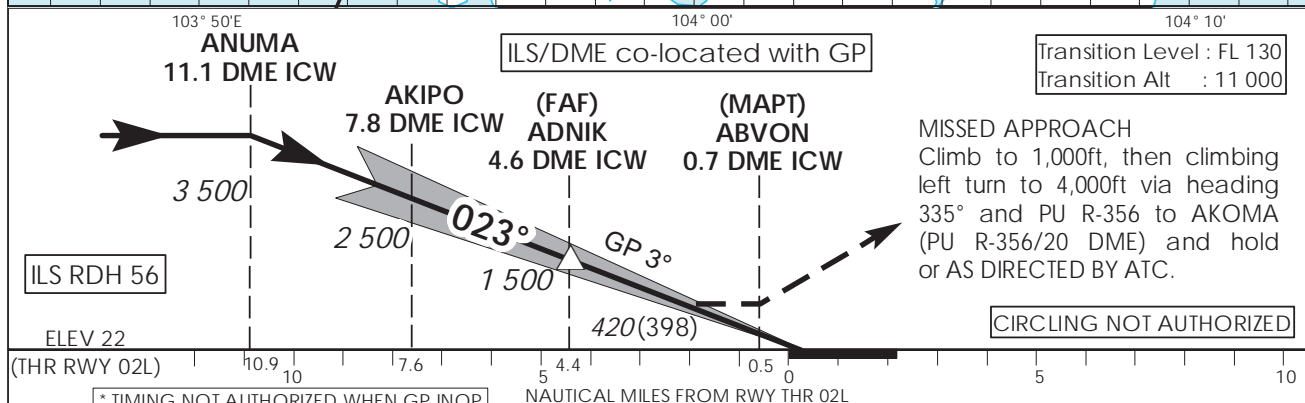 103° 50'E
104° 00'
104° 10'
ANUMA
11.1 DME ICW
ILS/DME co-located with GP
Transition Level : FL 130
Transition Alt : 11 000
AKIPO
7.8 DME ICW
(FAF)
ADNIK
4.6 DME ICW
(MAPT)
ABVON
0.7 DME ICW
MISSED APPROACH
Climb to 1,000ft, then climbing
left turn to 4,000ft via heading
335° and PU R-356 to AKOMA
(PU R-356/20 DME) and hold
or AS DIRECTED BY ATC.
3 500
2 500
023°
GP 3°
1 500
ILS RDH 56
420(398)
CIRCLING NOT AUTHORIZED
ELEV 22
(THR RWY 02L)
10.9
7.6
4.4
0.5
10
5
0
5
10
* TIMING NOT AUTHORIZED WHEN GP INOP
NAUTICAL MILES FROM RWY THR 02L